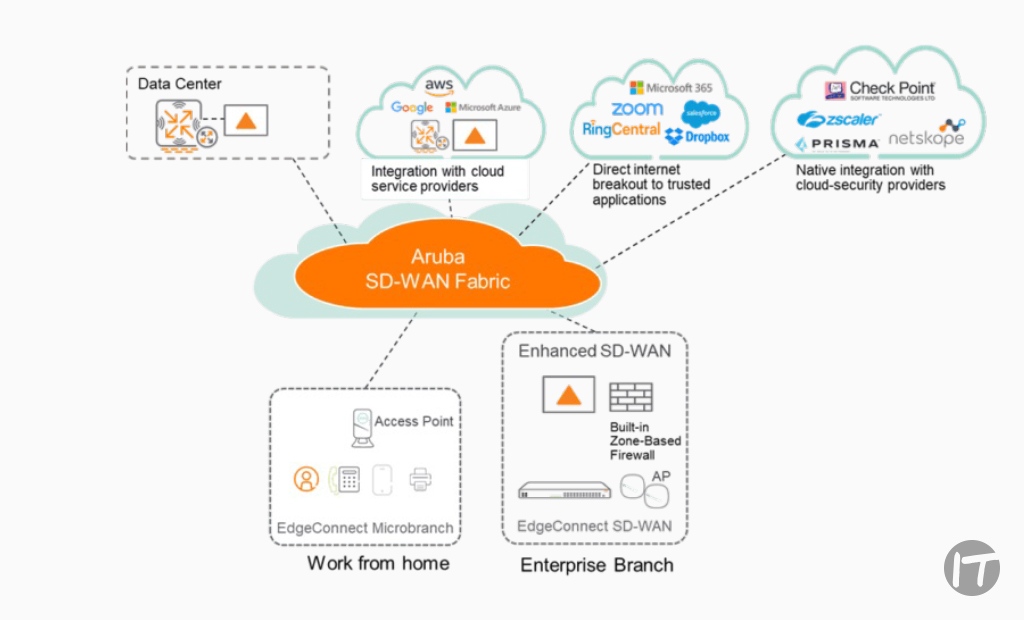 Data Center
aws
Google
Microsoft Azure
Integration with cloud
service providers
Microsoft 365
zoom
salesforce
RingCentral
Dropbox
Direct internet
breakout to trusted
applications
Check Point
SOFTWARE TECHNOLOGIES LTD
zscaler
PRISMA
netskope
Native integration with
cloud-security providers
Aruba
SD-WAN Fabric
Access Point
EdgeConnect Microbranch
Work from home
Enhanced SD-WAN
Built-in
Zone-Based
Firewall
AP
EdgeConnect SD-WAN
Enterprise Branch
IT